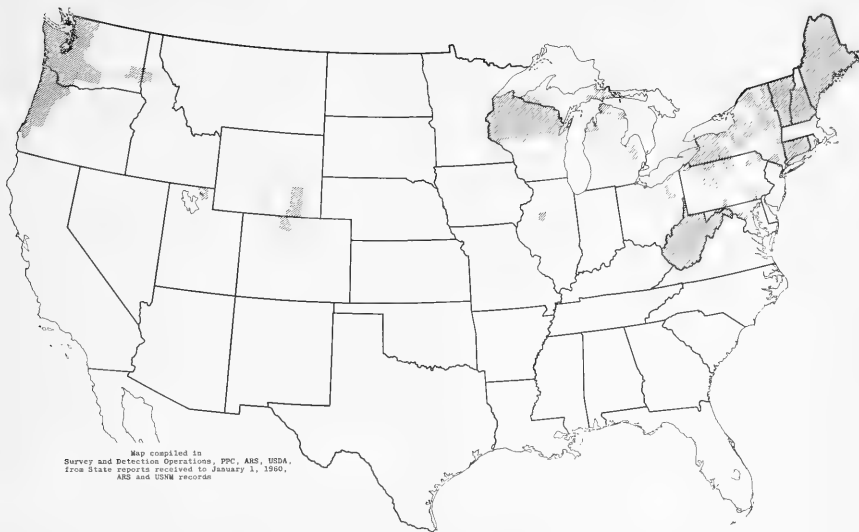 Map compiled in
Survey and Detection Operations, PPC, ARS, USDA,
from State reports received to January 1, 1960,
ARS and USNM records